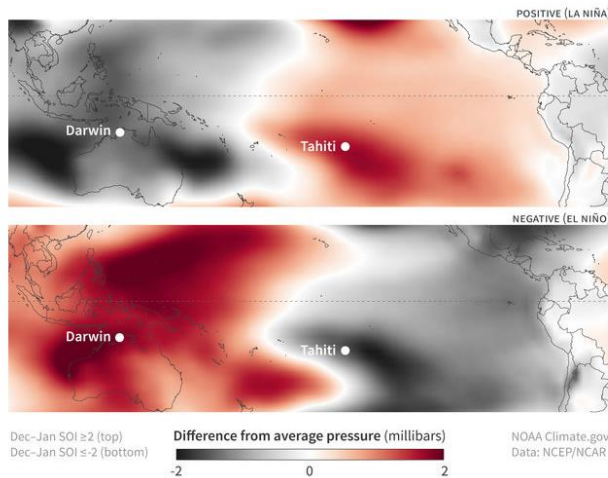 POSITIVE (LA NIÑA)
Darwin
Tahiti
NEGATIVE (EL NIÑO)
Darwin
Tahiti
Dec–Jan SOI ≥2 (top)
Dec–Jan SOI ≤-2 (bottom)
Difference from average pressure (millibars)
-2 0 2
NOAA Climate.gov
Data: NCEP/NCAR